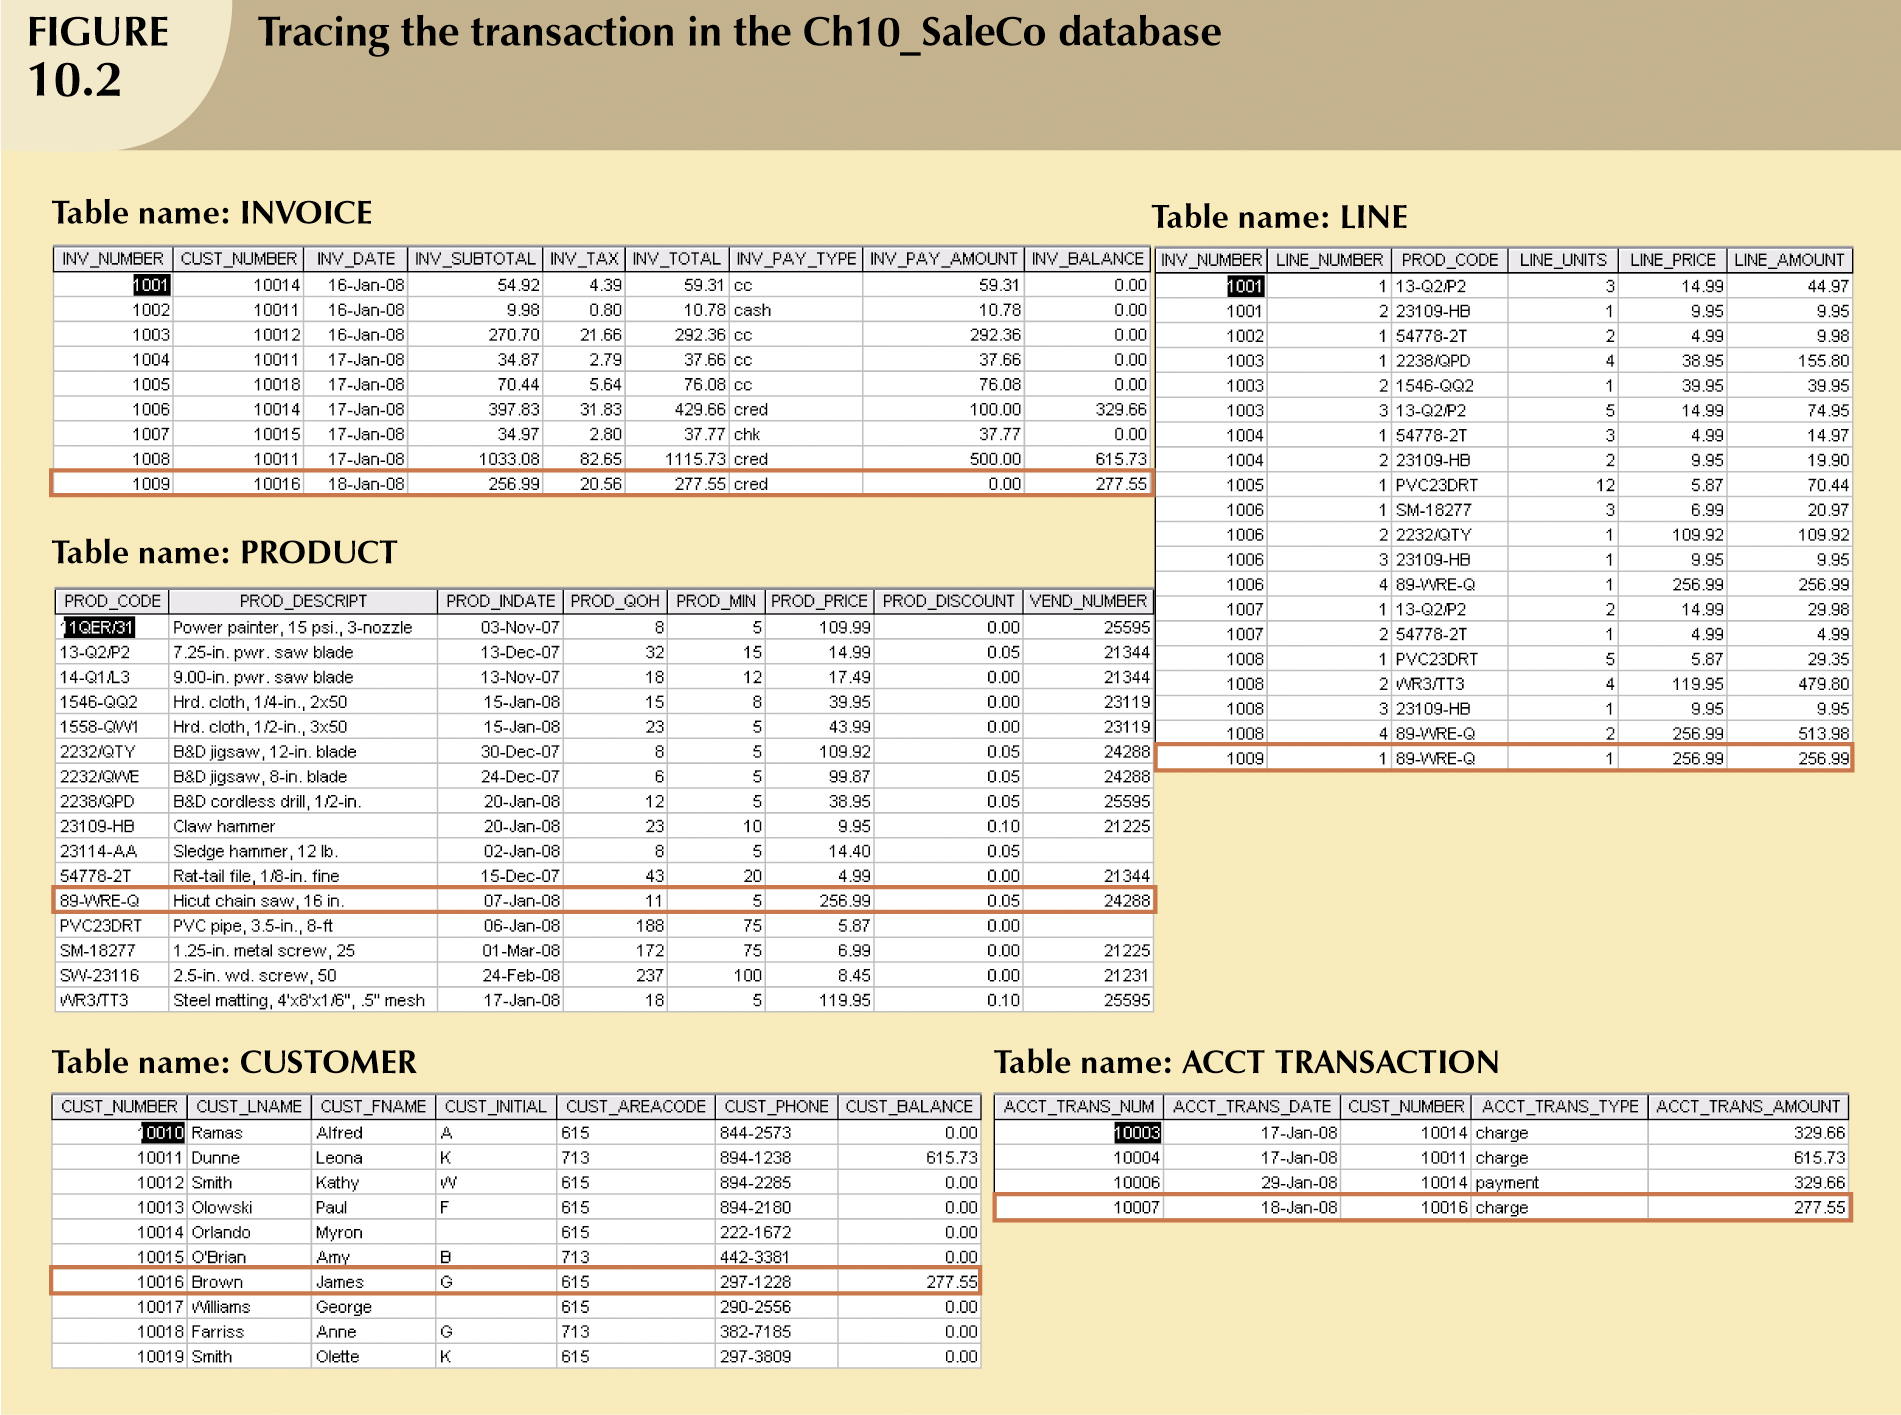 FIGURE
10.2
Tracing the transaction in the Ch10_SaleCo database
Table name: INVOICE
INV_NUMBER CUST_NUMBER INV_DATE INV_SUBTOTAL INV_TAX INV_TOTAL INV_PAY_TYPE INV_PAY_AMOUNT INV_BALANCE
1001 10014 16-Jan-08 54.92 4.39 59.31 cc 59.31 0.00
1002 10011 16-Jan-08 9.98 0.80 10.78 cash 10.78 0.00
1003 10012 16-Jan-08 270.70 21.66 292.36 cc 292.36 0.00
1004 10011 17-Jan-08 34.87 2.79 37.66 cc 37.66 0.00
1005 10018 17-Jan-08 70.44 5.64 76.08 cc 76.08 0.00
1006 10014 17-Jan-08 397.83 31.83 429.66 cred 100.00 329.66
1007 10015 17-Jan-08 34.97 2.80 37.77 chk 37.77 0.00
1008 10011 17-Jan-08 1033.08 82.65 1115.73 cred 500.00 615.73
1009 10016 18-Jan-08 256.99 20.56 277.55 cred 0.00 277.55
Table name: LINE
INV_NUMBER LINE_NUMBER PROD_CODE LINE_UNITS LINE_PRICE LINE_AMOUNT
1001 1 13-Q2/P2 3 14.99 44.97
1001 2 23109-HB 1 9.95 9.95
1002 1 54778-2T 2 4.99 9.98
1003 1 2238/QPD 4 38.95 155.80
1003 2 1546-QQ2 1 39.95 39.95
1003 3 13-Q2/P2 5 14.99 74.95
1004 1 54778-2T 3 4.99 14.97
1004 2 23109-HB 2 9.95 19.90
1005 1 PVC23DRT 12 5.87 70.44
1006 1 SM-18277 3 6.99 20.97
1006 2 2232/QTY 1 109.92 109.92
1006 3 23109-HB 1 9.95 9.95
1006 4 89-WRE-Q 1 256.99 256.99
1007 1 13-Q2/P2 2 14.99 29.98
1007 2 54778-2T 1 4.99 4.99
1008 1 PVC23DRT 5 5.87 29.35
1008 2 WR3/TT3 4 119.95 479.80
1008 3 23109-HB 1 9.95 9.95
1008 4 89-WRE-Q 2 256.99 513.98
1009 1 89-WRE-Q 1 256.99 256.99
Table name: PRODUCT
PROD_CODE PROD_DESCRIPT PROD_INDATE PROD_QOH PROD_MIN PROD_PRICE PROD_DISCOUNT VEND_NUMBER
11QER/31 Power painter, 15 psi., 3-nozzle 03-Nov-07 8 5 109.99 0.00 25595
13-Q2/P2 7.25-in. pwr. saw blade 13-Dec-07 32 15 14.99 0.05 21344
14-Q1/L3 9.00-in. pwr. saw blade 13-Nov-07 18 12 17.49 0.00 21344
1546-QQ2 Hrd. cloth, 1/4-in., 2x50 15-Jan-08 15 8 39.95 0.00 23119
1558-QW1 Hrd. cloth, 1/2-in., 3x50 15-Jan-08 23 5 43.99 0.00 23119
2232/QTY B&D jigsaw, 12-in. blade 30-Dec-07 8 5 109.92 0.05 24288
2232/QWE B&D jigsaw, 8-in. blade 24-Dec-07 6 5 99.87 0.05 24288
2238/QPD B&D cordless drill, 1/2-in. 20-Jan-08 12 5 38.95 0.05 25595
23109-HB Claw hammer 20-Jan-08 23 10 9.95 0.10 21225
23114-AA Sledge hammer, 12 lb. 02-Jan-08 8 5 14.40 0.05
54778-2T Rat-tail file, 1/8-in. fine 15-Dec-07 43 20 4.99 0.00 21344
89-WRE-Q Hicut chain saw, 16 in. 07-Jan-08 11 5 256.99 0.05 24288
PVC23DRT PVC pipe, 3.5-in., 8-ft 06-Jan-08 188 75 5.87 0.00
SM-18277 1.25-in. metal screw, 25 01-Mar-08 172 75 6.99 0.00 21225
SW-23116 2.5-in. wd. screw, 50 24-Feb-08 237 100 8.45 0.00 21231
WR3/TT3 Steel matting, 4'x8'x1/6", .5" mesh 17-Jan-08 18 5 119.95 0.10 25595
Table name: CUSTOMER
CUST_NUMBER CUST_LNAME CUST_FNAME CUST_INITIAL CUST_AREACODE CUST_PHONE CUST_BALANCE
10010 Ramas Alfred A 615 844-2573 0.00
10011 Dunne Leona K 713 894-1238 615.73
10012 Smith Kathy W 615 894-2285 0.00
10013 Olowski Paul F 615 894-2180 0.00
10014 Orlando Myron 615 222-1672 0.00
10015 O'Brian Amy B 713 442-3381 0.00
10016 Brown James G 615 297-1228 277.55
10017 Williams George 615 290-2556 0.00
10018 Farriss Anne G 713 382-7185 0.00
10019 Smith Olette K 615 297-3809 0.00
Table name: ACCT TRANSACTION
ACCT_TRANS_NUM ACCT_TRANS_DATE CUST_NUMBER ACCT_TRANS_TYPE ACCT_TRANS_AMOUNT
10003 17-Jan-08 10014 charge 329.66
10004 17-Jan-08 10011 charge 615.73
10006 29-Jan-08 10014 payment 329.66
10007 18-Jan-08 10016 charge 277.55